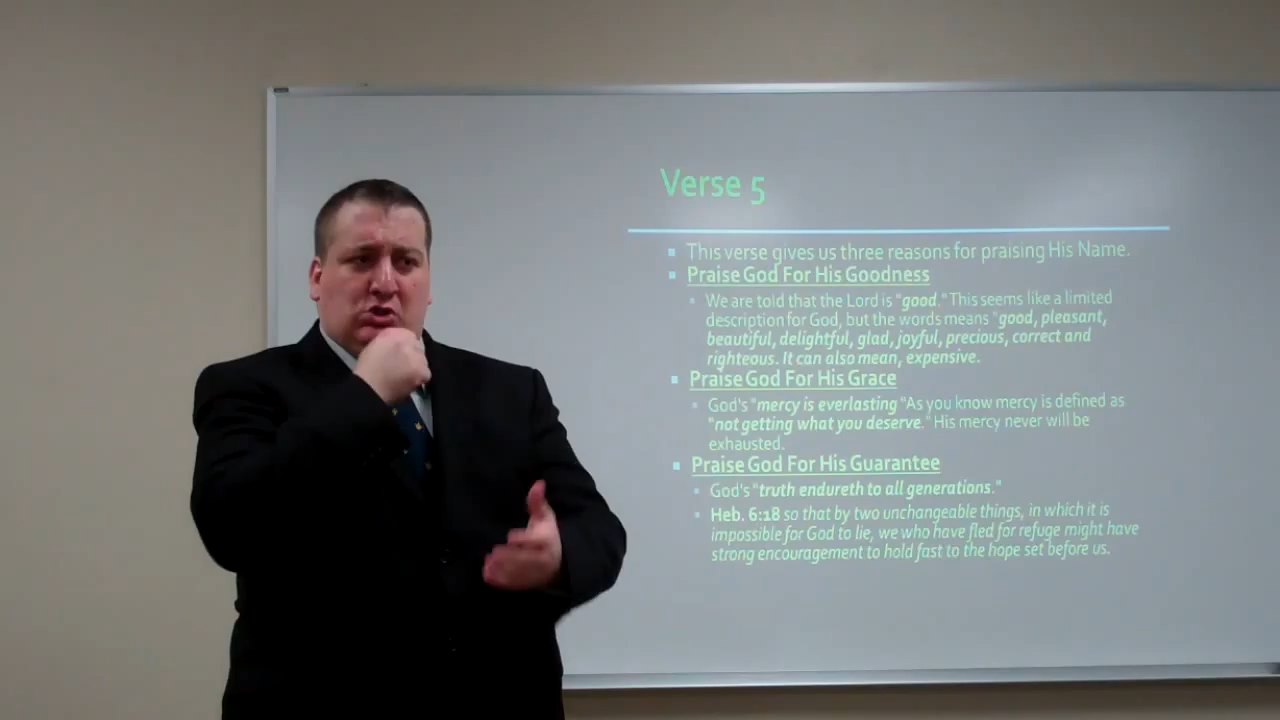 Verse 5
This verse gives us three reasons for praising His Name.
Praise God For His Goodness
We are told that the Lord is "good." This seems like a limited
description for God, but the words means "good, pleasant,
beautiful, delightful, glad, joyful, precious, correct and
righteous. It can also mean, expensive.
Praise God For His Grace
God's "mercy is everlasting "As you know mercy is defined as
"not getting what you deserve." His mercy never will be
exhausted.
Praise God For His Guarantee
God's "truth endureth to all generations."
Heb. 6:18 so that by two unchangeable things, in which it is
impossible for God to lie, we who have fled for refuge might have
strong encouragement to hold fast to the hope set before us.